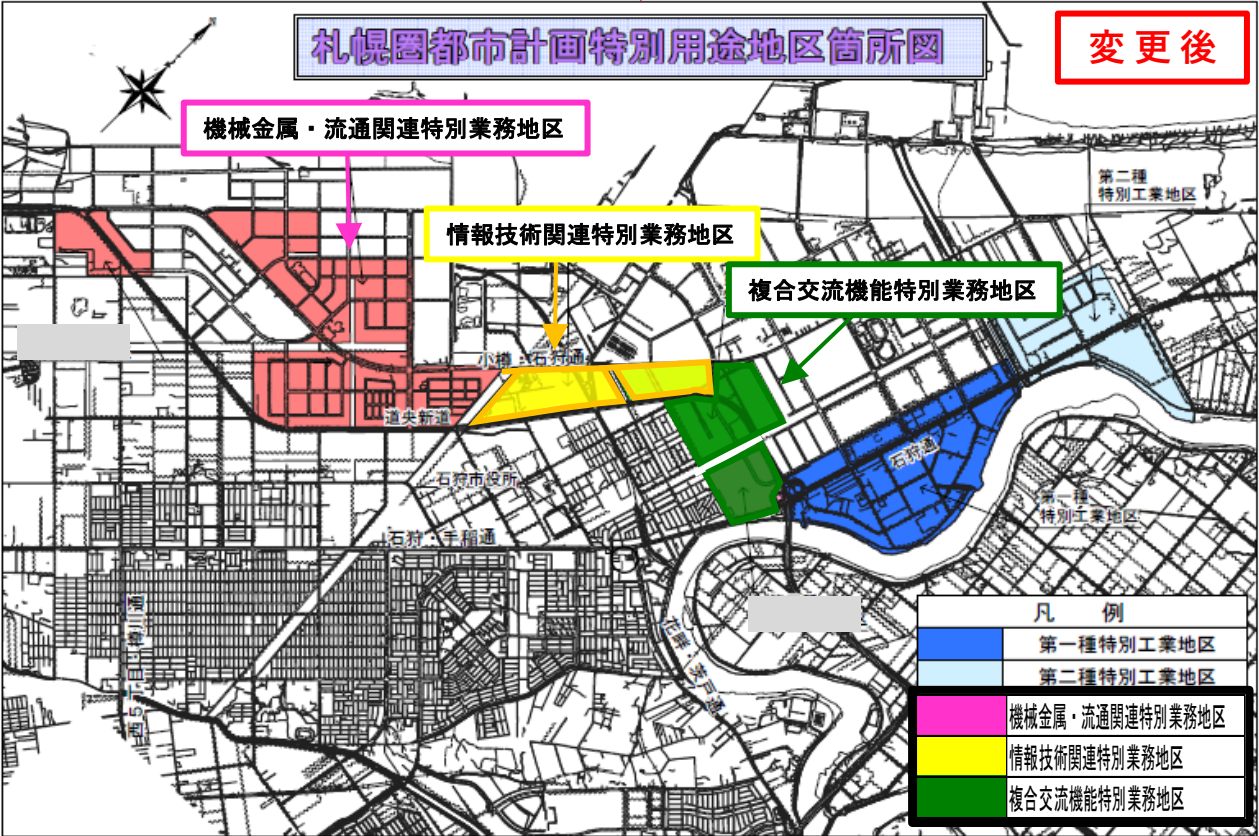 札幌圏都市計画特別用途地区箇所図
変更後
機械金属・流通関連特別業務地区
第二種
特別工業地区
情報技術関連特別業務地区
複合交流機能特別業務地区
小樽・石狩通
道央新道
石狩通
石狩市役所
第一種
特別工業地区
石狩・手稲通
花畔・茨戸通
西5丁目・樽川通
凡 例
第一種特別工業地区
第二種特別工業地区
機械金属・流通関連特別業務地区
情報技術関連特別業務地区
複合交流機能特別業務地区